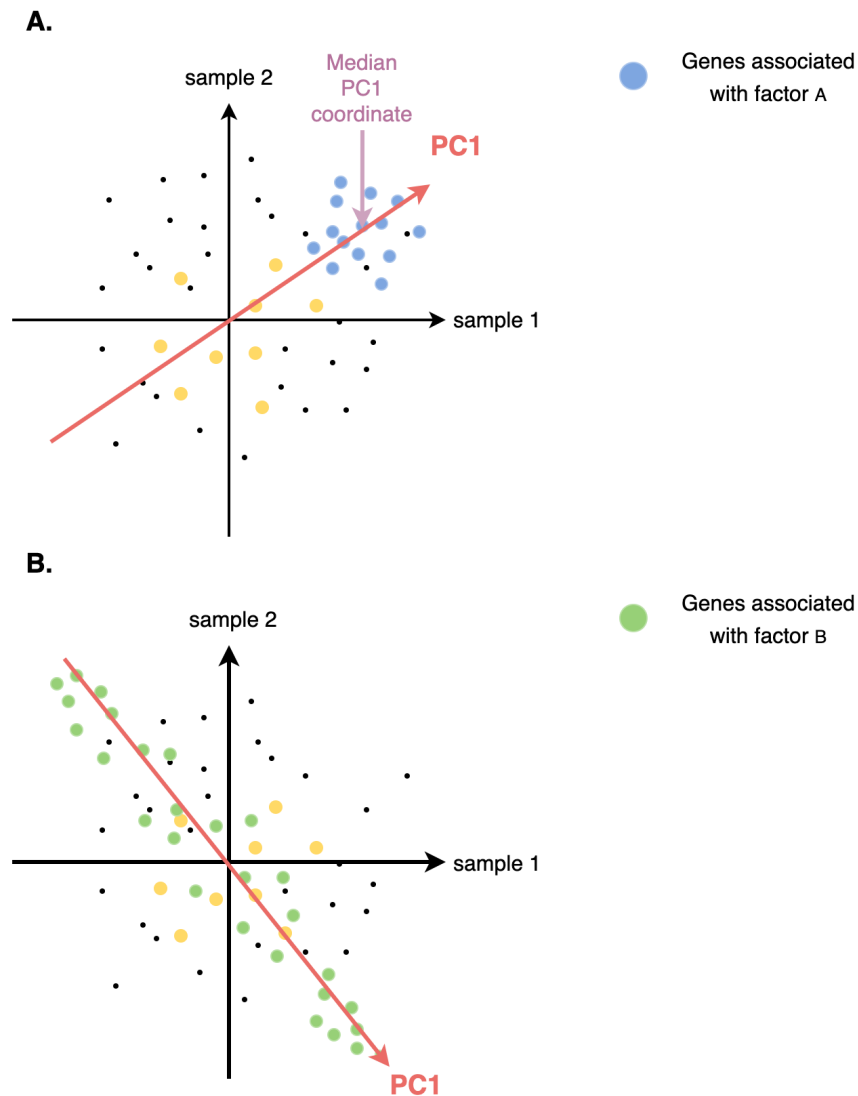 A.
sample 2
Median
PC1
coordinate
PC1
Genes associated
with factor A
sample 1
B.
sample 2
Genes associated
with factor B
sample 1
PC1